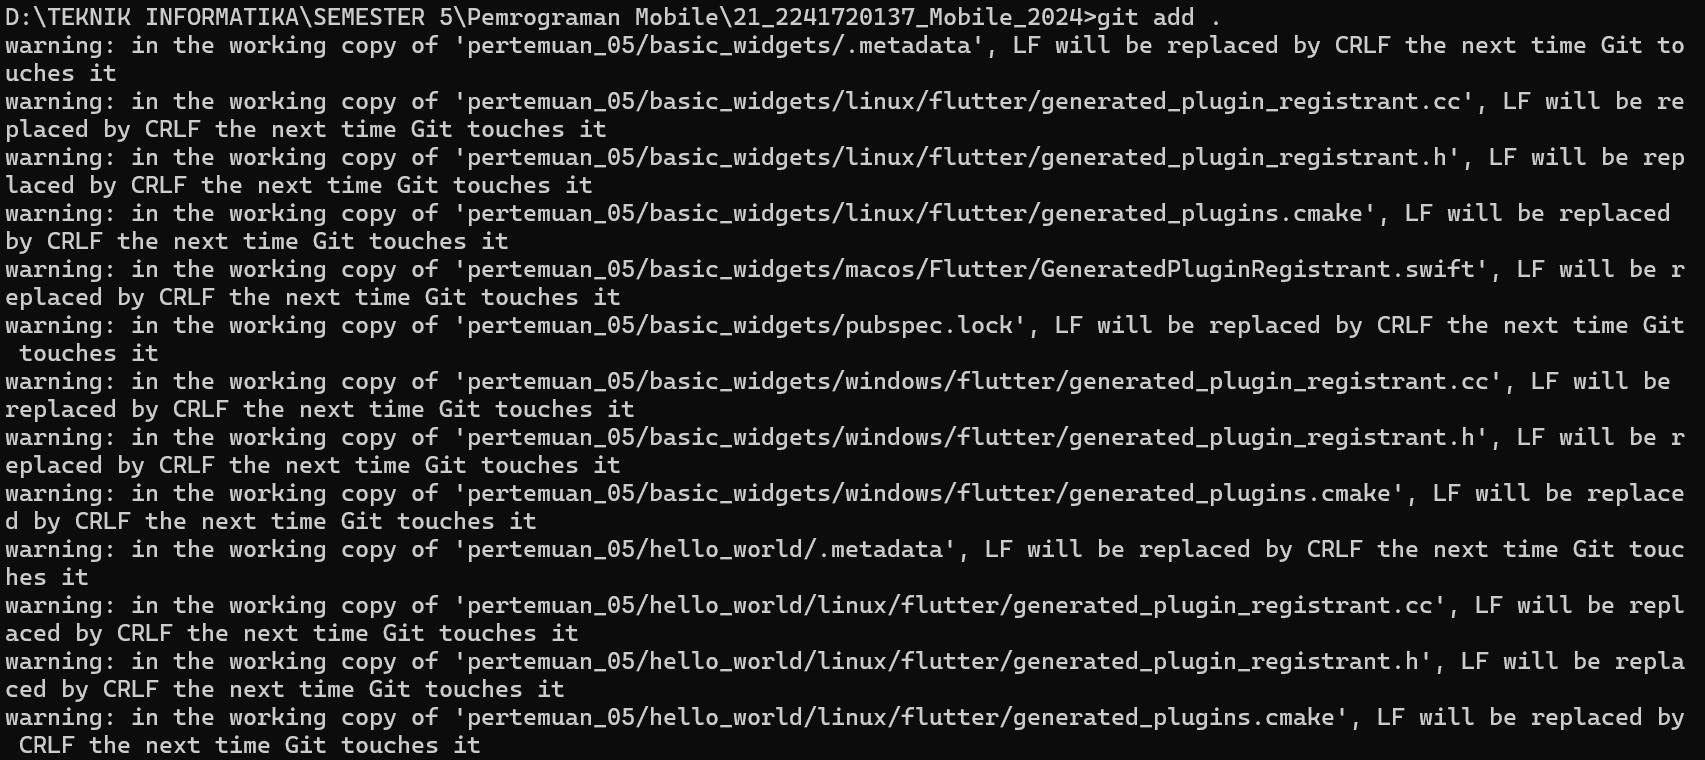 D:\TEKNIK INFORMATIKA\SEMESTER 5\Pemrograman Mobile\21_2241720137_Mobile_2024>git add .
warning: in the working copy of 'pertemuan_05/basic_widgets/.metadata', LF will be replaced by CRLF the next time Git to
uches it
warning: in the working copy of 'pertemuan_05/basic_widgets/linux/flutter/generated_plugin_registrant.cc', LF will be re
placed by CRLF the next time Git touches it
warning: in the working copy of 'pertemuan_05/basic_widgets/linux/flutter/generated_plugin_registrant.h', LF will be rep
laced by CRLF the next time Git touches it
warning: in the working copy of 'pertemuan_05/basic_widgets/linux/flutter/generated_plugins.cmake', LF will be replaced
by CRLF the next time Git touches it
warning: in the working copy of 'pertemuan_05/basic_widgets/macos/Flutter/GeneratedPluginRegistrant.swift', LF will be r
eplaced by CRLF the next time Git touches it
warning: in the working copy of 'pertemuan_05/basic_widgets/pubspec.lock', LF will be replaced by CRLF the next time Git
 touches it
warning: in the working copy of 'pertemuan_05/basic_widgets/windows/flutter/generated_plugin_registrant.cc', LF will be
replaced by CRLF the next time Git touches it
warning: in the working copy of 'pertemuan_05/basic_widgets/windows/flutter/generated_plugin_registrant.h', LF will be r
eplaced by CRLF the next time Git touches it
warning: in the working copy of 'pertemuan_05/basic_widgets/windows/flutter/generated_plugins.cmake', LF will be replace
d by CRLF the next time Git touches it
warning: in the working copy of 'pertemuan_05/hello_world/.metadata', LF will be replaced by CRLF the next time Git touc
hes it
warning: in the working copy of 'pertemuan_05/hello_world/linux/flutter/generated_plugin_registrant.cc', LF will be repl
aced by CRLF the next time Git touches it
warning: in the working copy of 'pertemuan_05/hello_world/linux/flutter/generated_plugin_registrant.h', LF will be repla
ced by CRLF the next time Git touches it
warning: in the working copy of 'pertemuan_05/hello_world/linux/flutter/generated_plugins.cmake', LF will be replaced by
 CRLF the next time Git touches it